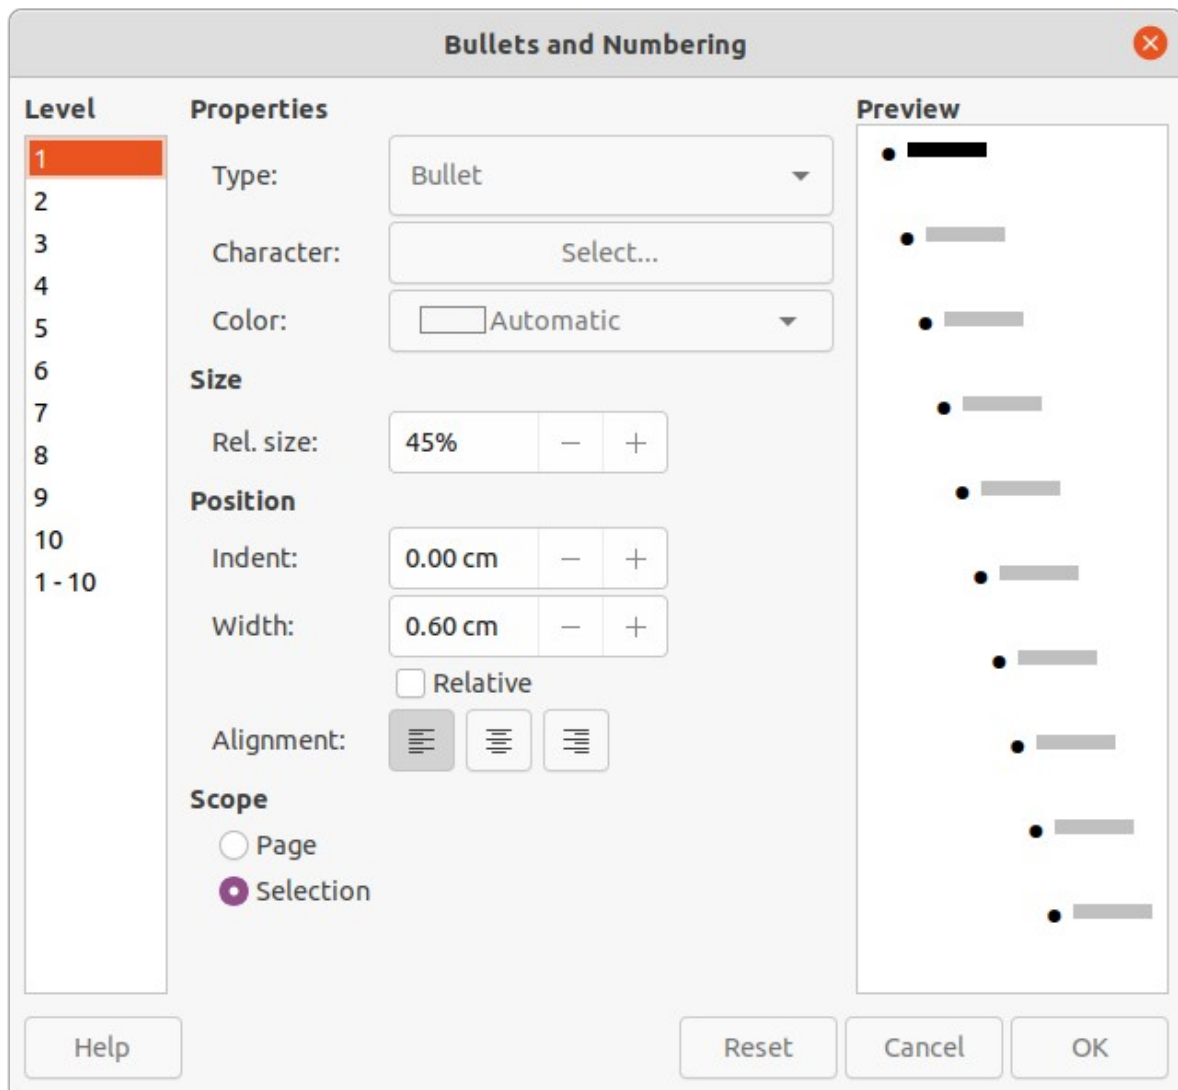 Bullets and Numbering
Level
1
2
3
4
5
6
7
8
9
10
1 - 10
Properties
Type: Bullet
Character: Select...
Color: Automatic
Size
Rel. size: 45%
Position
Indent: 0.00 cm
Width: 0.60 cm
Relative
Alignment:
Scope
Page
Selection
Preview
Help Reset Cancel OK